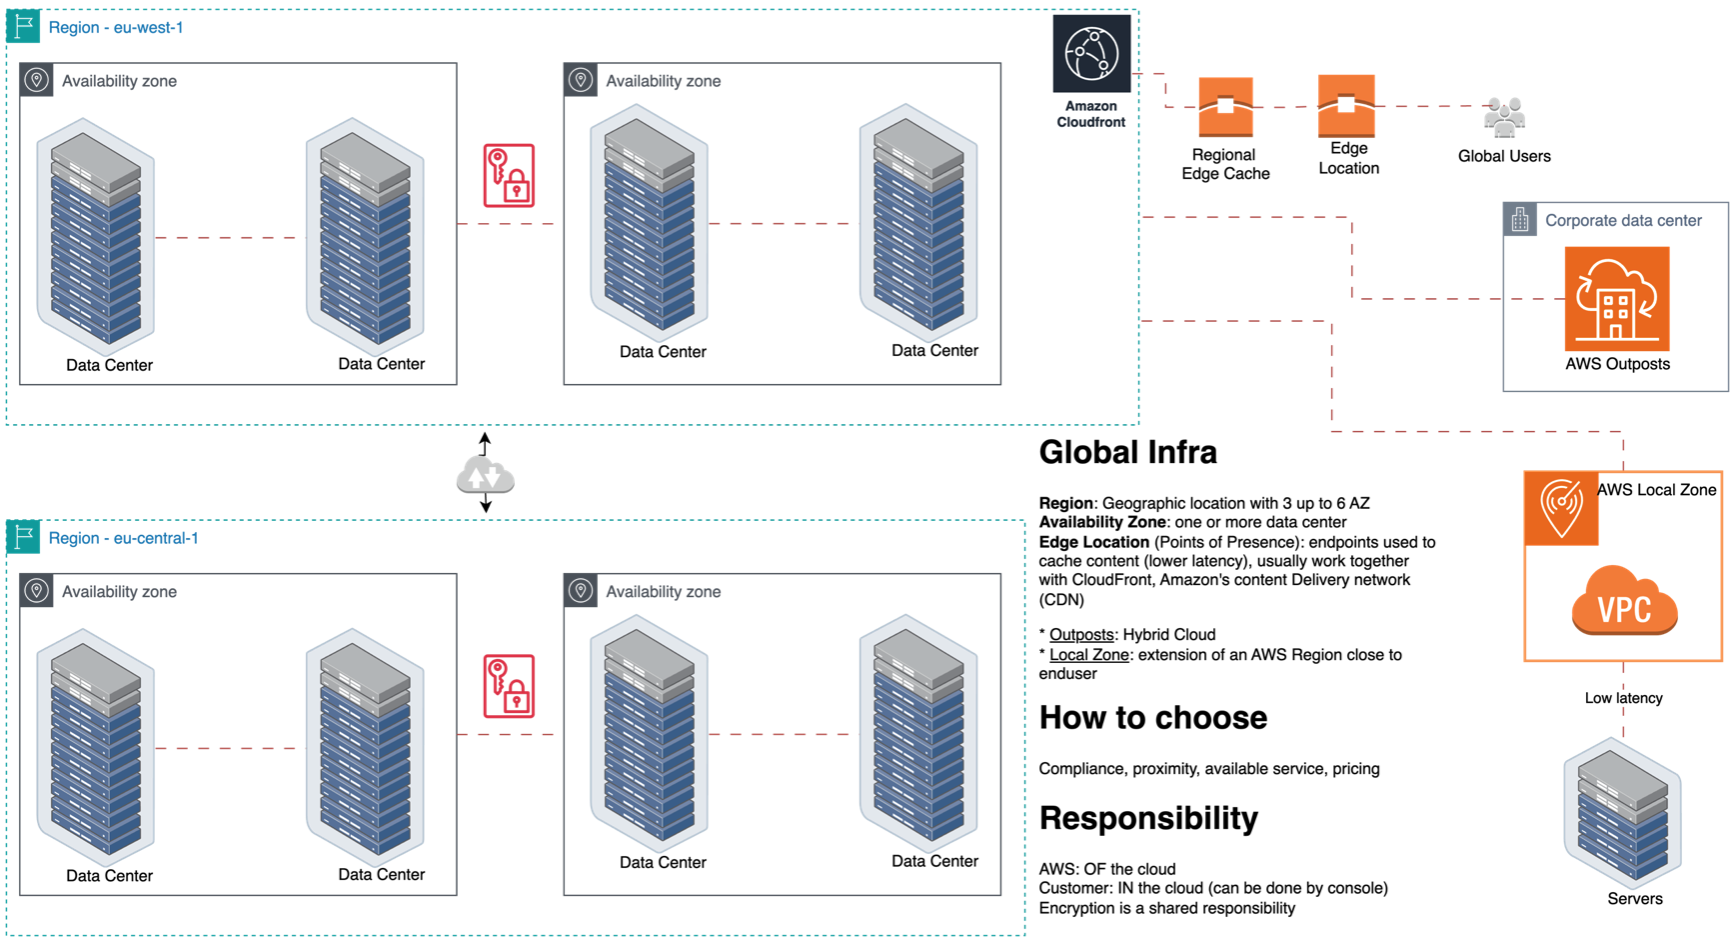 Region - eu-west-1
Availability zone
Data Center
Data Center
Availability zone
Data Center
Data Center
Amazon
Cloudfront
Regional
Edge Cache
Edge
Location
Global Users
Corporate data center
AWS Outposts
Region - eu-central-1
Availability zone
Data Center
Data Center
Availability zone
Data Center
Data Center
Global Infra
Region: Geographic location with 3 up to 6 AZ
Availability Zone: one or more data center
Edge Location (Points of Presence): endpoints used to
cache content (lower latency), usually work together
with CloudFront, Amazon's content Delivery network
(CDN)
* Outposts: Hybrid Cloud
* Local Zone: extension of an AWS Region close to
enduser
How to choose
Compliance, proximity, available service, pricing
Responsibility
AWS: OF the cloud
Customer: IN the cloud (can be done by console)
Encryption is a shared responsibility
AWS Local Zone
VPC
Low latency
Servers